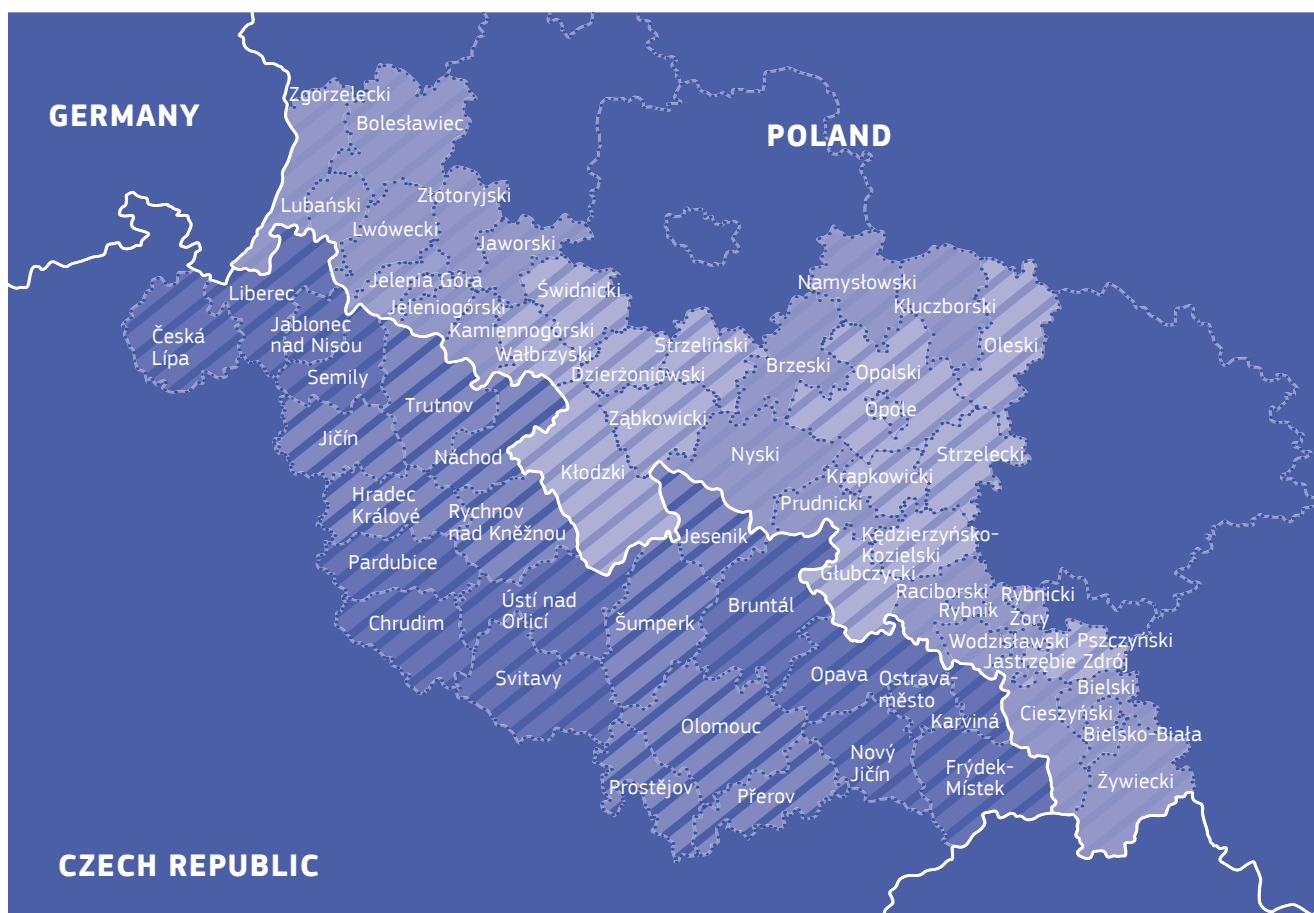 GERMANY
POLAND
Zgorzelecki
Bolesławiec
Złotoryjski
Lubański
Lwówecki
Jaworski
Jelenia Góra
Świdnicki
Namysłowski
Liberec
Jeleniogórski
Kluczborski
Jablonec
nad Nisou
Kamiennogórski
Česká
Lípa
Wałbrzyski
Strzeliński
Oleski
Semily
Dzierżoniowski
Brzeski
Opolski
Trutnov
Ząbkowicki
Opole
Jičín
Náchod
Kłodzki
Nyski
Strzelecki
Krapkowicki
Hradec
Králové
Rychnov
nad Kněžnou
Prudnicki
Jesenik
Kędzierzyńsko-
Kozielski
Pardubice
Głubczycki
Raciborski
Rybnicki
Ústí nad
Orlicí
Bruntál
Rybnik
Żory
Chrudim
Šumperk
Wodzisławski
Pszczyński
Jastrzębie Zdrój
Svitavy
Opava
Ostrava-
město
Bielski
Cieszyński
Karviná
Olomouc
Bielsko-Biała
Nový
Jičín
Frýdek-
Místek
Prostějov
Přerov
Żywiecki
CZECH REPUBLIC